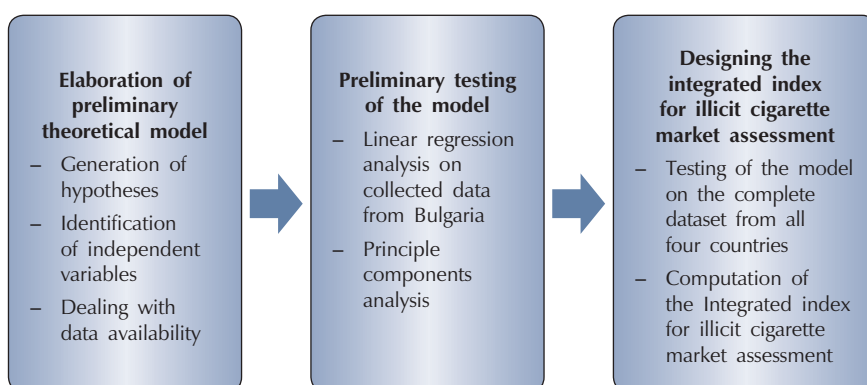 Elaboration of
preliminary
theoretical model
– Generation of
hypotheses
– Identification
of independent
variables
– Dealing with
data availability
Preliminary testing
of the model
– Linear regression
analysis on
collected data
from Bulgaria
– Principle
components
analysis
Designing the
integrated index
for illicit cigarette
market assessment
– Testing of the model
on the complete
dataset from all
four countries
– Computation of
the Integrated index
for illicit cigarette
market assessment